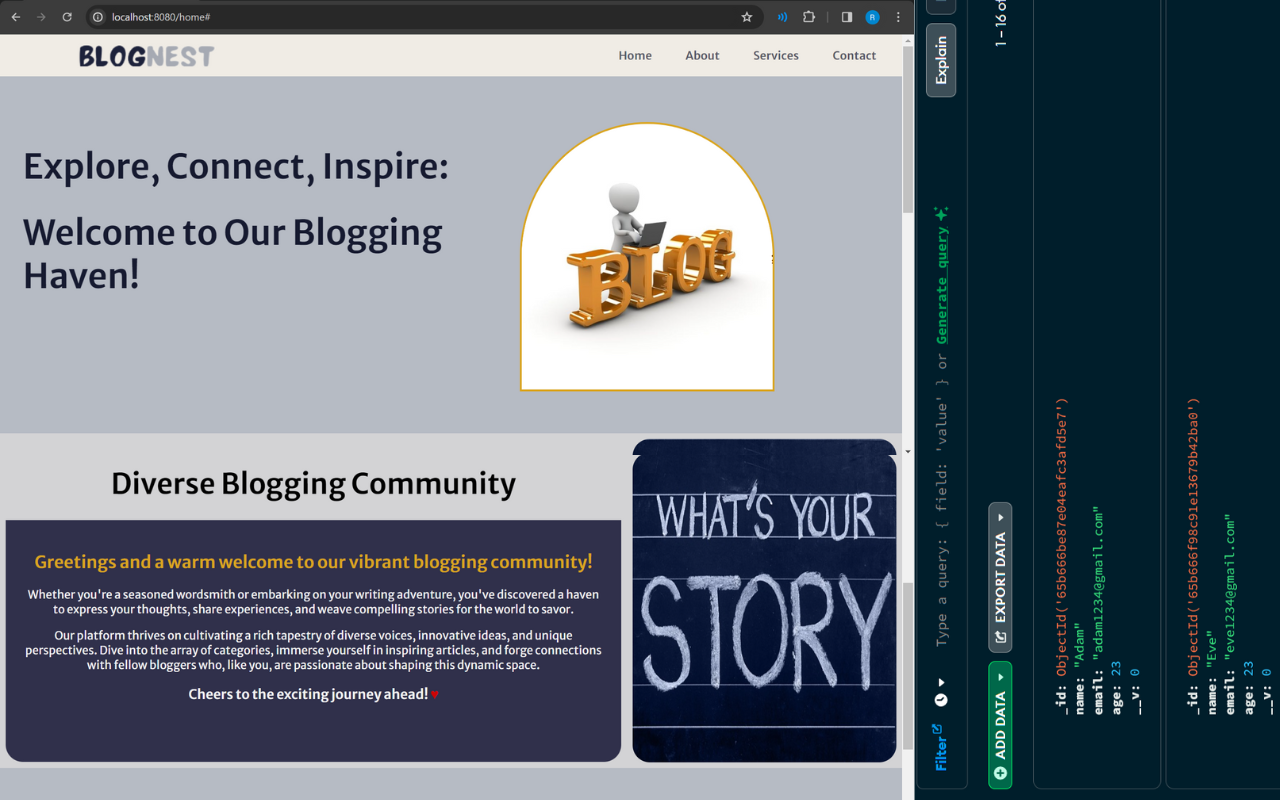 localhost:8080/home#
R
BLOGNEST
Home
About
Services
Contact
Explore, Connect, Inspire:
Welcome to Our Blogging
Haven!
BLOG
Diverse Blogging Community
Greetings and a warm welcome to our vibrant blogging community!
Whether you're a seasoned wordsmith or embarking on your writing adventure, you've discovered a haven
to express your thoughts, share experiences, and weave compelling stories for the world to savor.
Our platform thrives on cultivating a rich tapestry of diverse voices, innovative ideas, and unique
perspectives. Dive into the array of categories, immerse yourself in inspiring articles, and forge connections
with fellow bloggers who, like you, are passionate about shaping this dynamic space.
Cheers to the exciting journey ahead! ♥
WHAT'S YOUR
STORY
Filter
Type a query: { field: 'value' } or Generate query
Explain
ADD DATA
EXPORT DATA
1 – 16 of
_id: ObjectId('65b666be87e04eafc3afd5e7')
name: "Adam"
email: "adam1234@gmail.com"
age: 23
__v: 0
_id: ObjectId('65b666f98c91e13679b42ba0')
name: "Eve"
email: "eve1234@gmail.com"
age: 23
__v: 0